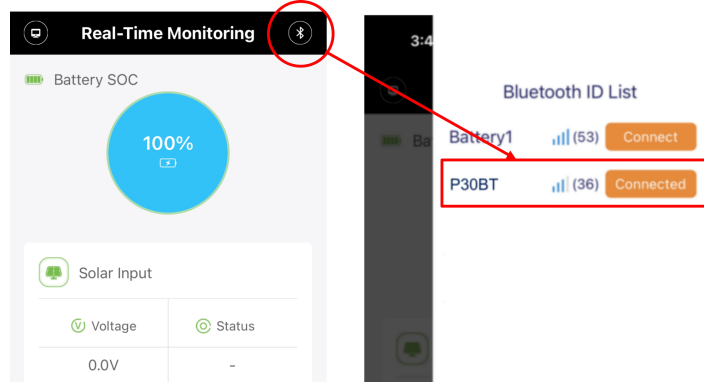 Real-Time Monitoring
Battery SOC
100%
Solar Input
Voltage
Status
0.0V
-
3:4
Bluetooth ID List
Ba
Battery1 (53) Connect
P30BT (36) Connected